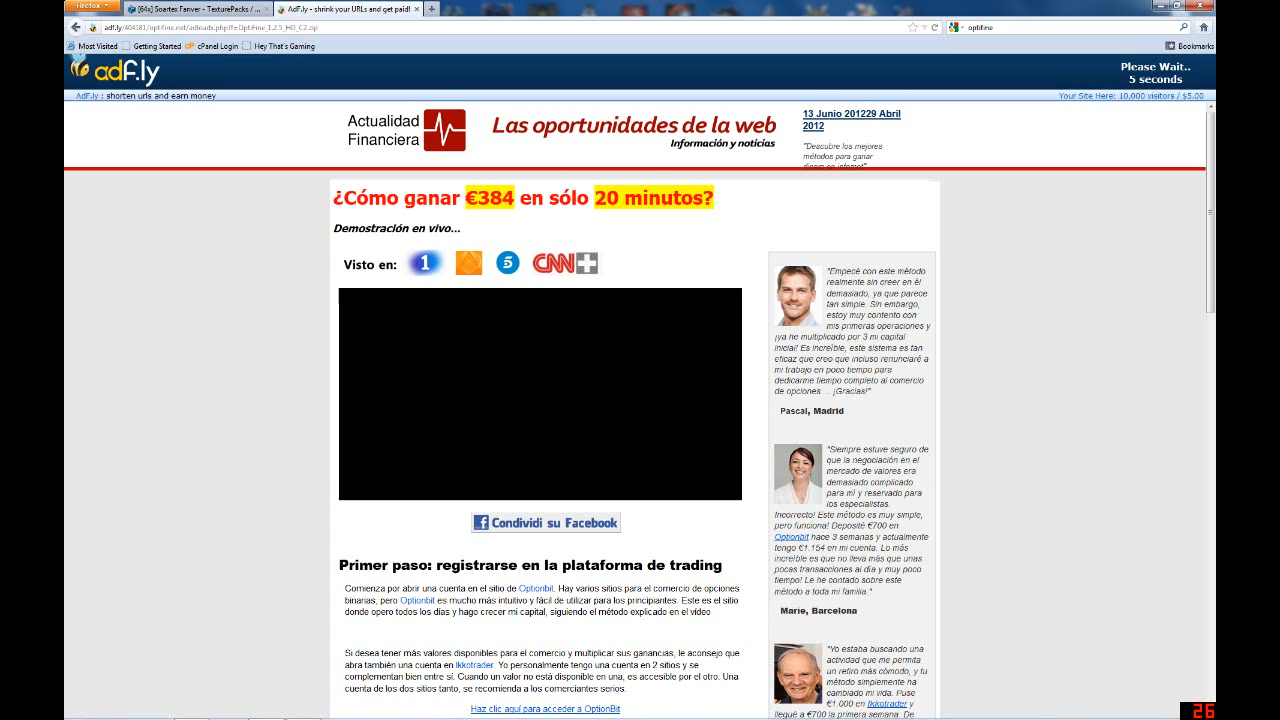 Firefox
[64x] Soartex Fanver - TexturePacks / ...
AdF.ly - shrink your URLs and get paid!
adf.ly/404181/optifine.net/adloadx.php?f=OptiFine_1.2.5_HD_C2.zip
optifine
Most Visited
Getting Started
cPanel Login
Hey That's Gaming
Bookmarks
adf.ly
Please Wait..
5 seconds
AdF.ly : shorten urls and earn money
Your Site Here: 10,000 visitors / $5.00
Actualidad
Financiera
Las oportunidades de la web
Información y noticias
13 Junio 201229 Abril
2012
"Descubre los mejores
métodos para ganar
dinero en internet"
¿Cómo ganar €384 en sólo 20 minutos?
Demostración en vivo...
Visto en: 1 5 CNN+
Condividi su Facebook
Primer paso: registrarse en la plataforma de trading
Comienza por abrir una cuenta en el sitio de Optionbit. Hay varios sitios para el comercio de opciones
binarias, pero Optionbit es mucho más intuitivo y fácil de utilizar para los principiantes. Este es el sitio
donde opero todos los días y hago crecer mi capital, siguiendo el método explicado en el vídeo
Si desea tener más valores disponibles para el comercio y multiplicar sus ganancias, le aconsejo que
abra también una cuenta en Ikkotrader. Yo personalmente tengo una cuenta en 2 sitios y se
complementan bien entre sí. Cuando un valor no está disponible en una, es accesible por el otro. Una
cuenta de los dos sitios tanto, se recomienda a los comerciantes serios.
Haz clic aquí para acceder a OptionBit
"Empecé con este método
realmente sin creer en él
demasiado, ya que parece
tan simple. Sin embargo,
estoy muy contento con
mis primeras operaciones y
¡ya he multiplicado por 3 mi capital
inicial! Es increíble, este sistema es tan
eficaz que creo que incluso renunciaré a
mi trabajo en poco tiempo para
dedicarme tiempo completo al comercio
de opciones ... ¡Gracias!"
Pascal, Madrid
"Siempre estuve seguro de
que la negociación en el
mercado de valores era
demasiado complicado
para mí y reservado para
los especialistas.
Incorrecto! Este método es muy simple,
pero funciona! Deposité €700 en
Optionbit hace 3 semanas y actualmente
tengo €1.154 en mi cuenta. Lo más
increíble es que no lleva más que unas
pocas transacciones al día y muy poco
tiempo! Le he contado sobre este
método a toda mi familia."
Marie, Barcelona
"Yo estaba buscando una
actividad que me permita
un retiro más cómodo, y tu
método simplemente ha
cambiado mi vida. Puse
€1.000 en Ikkotrader y
llegué a €700 la primera semana. De
26